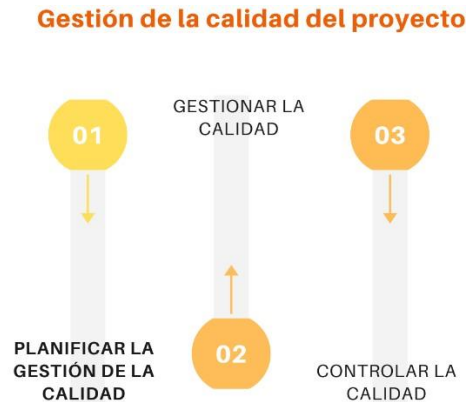 Gestión de la calidad del proyecto
01
PLANIFICAR LA
GESTIÓN DE LA
CALIDAD
GESTIONAR LA
CALIDAD
02
03
CONTROLAR LA
CALIDAD